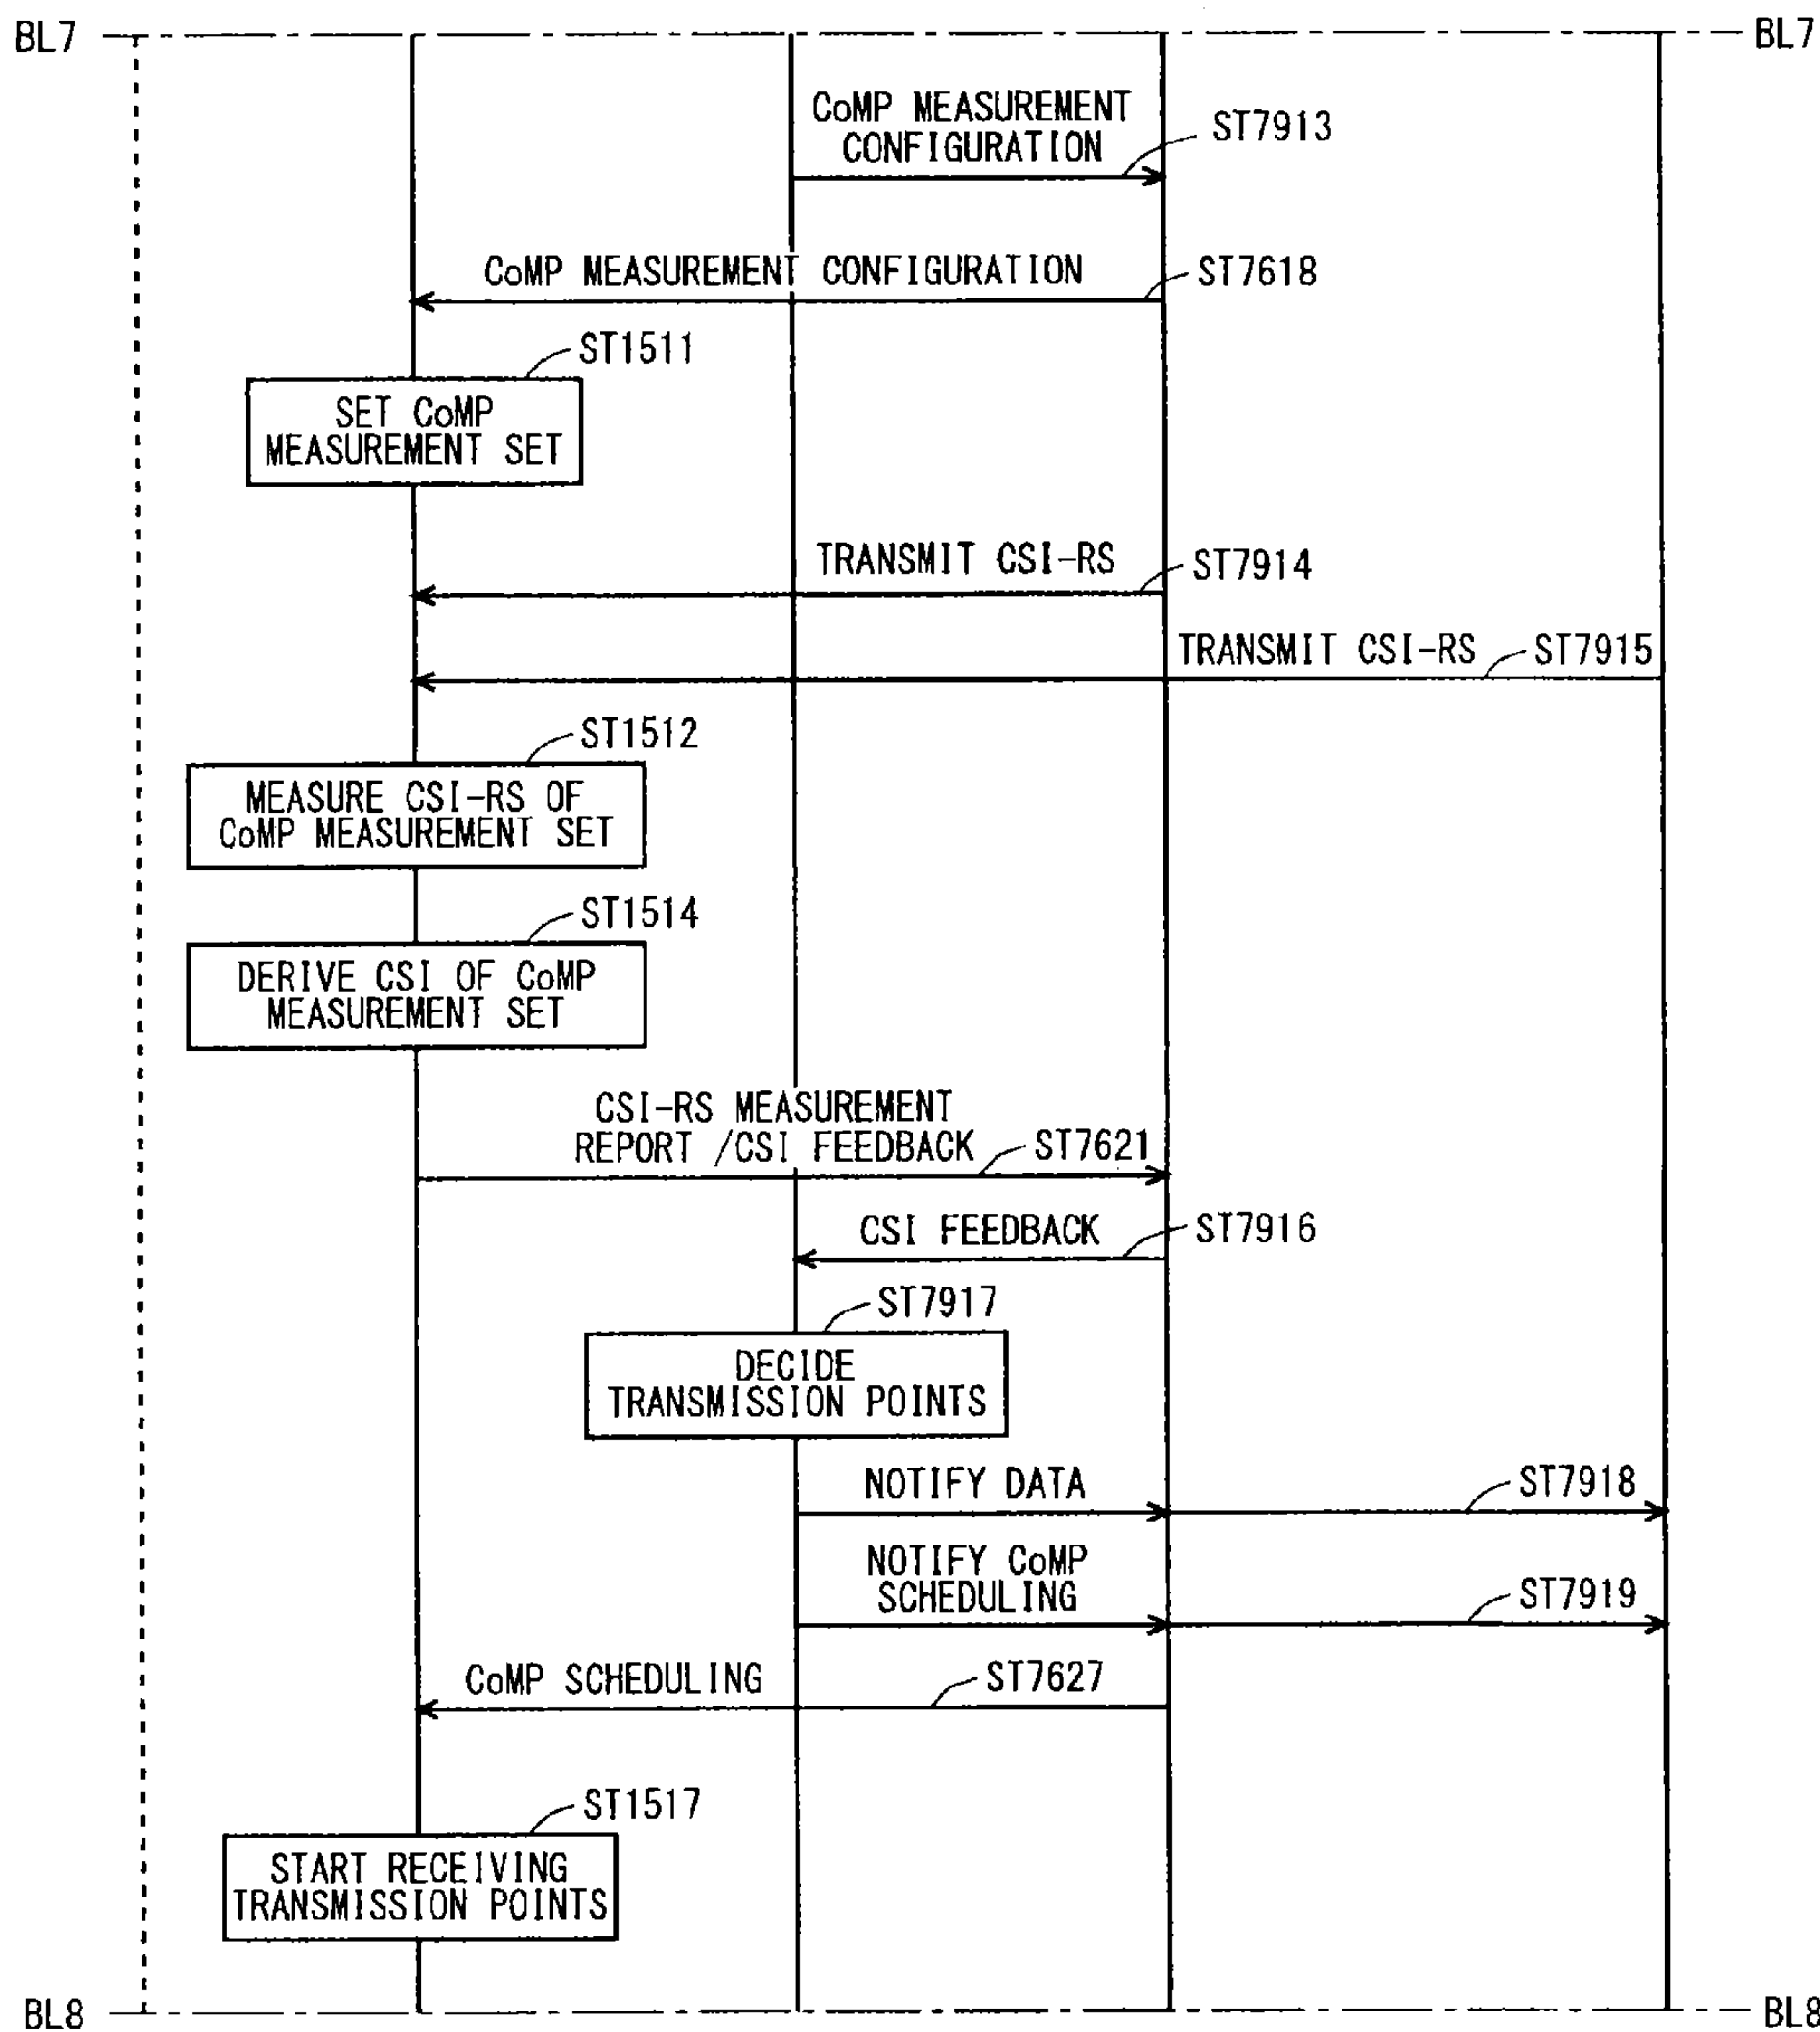 BL7
BL7
CoMP MEASUREMENT
CONFIGURATION
ST7913
CoMP MEASUREMENT CONFIGURATION
ST7618
ST1511
SET CoMP
MEASUREMENT SET
TRANSMIT CSI-RS
ST7914
TRANSMIT CSI-RS
ST7915
ST1512
MEASURE CSI-RS OF
CoMP MEASUREMENT SET
ST1514
DERIVE CSI OF CoMP
MEASUREMENT SET
CSI-RS MEASUREMENT
REPORT /CSI FEEDBACK
ST7621
CSI FEEDBACK
ST7916
ST7917
DECIDE
TRANSMISSION POINTS
NOTIFY DATA
ST7918
NOTIFY CoMP
SCHEDULING
ST7919
CoMP SCHEDULING
ST7627
ST1517
START RECEIVING
TRANSMISSION POINTS
BL8
BL8